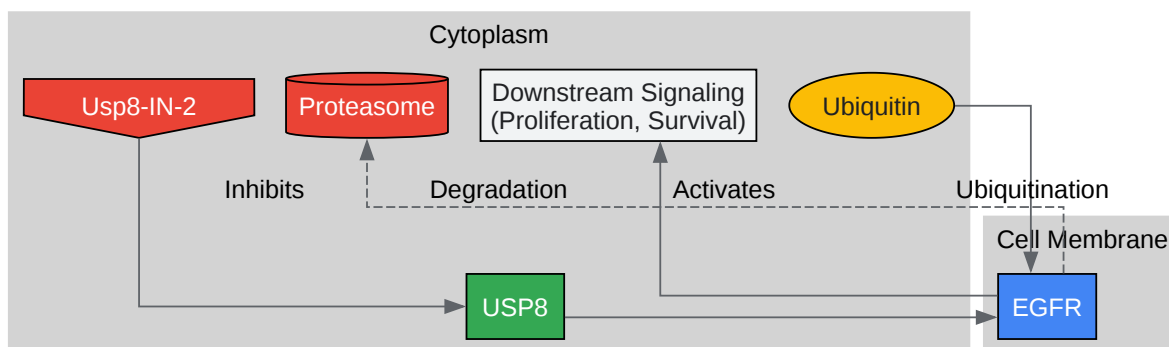 Cytoplasm
Usp8-IN-2
Proteasome
Downstream Signaling
(Proliferation, Survival)
Ubiquitin
Inhibits
Degradation
Activates
Ubiquitination
Cell Membrane
USP8
EGFR